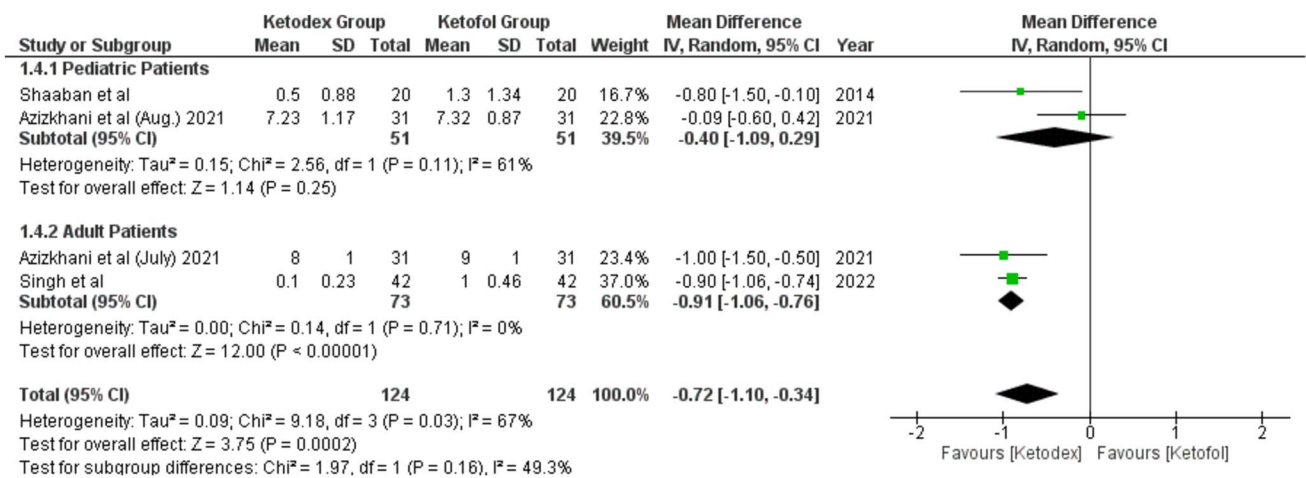 Ketodex Group Ketofol Group Mean Difference Mean Difference
Study or Subgroup Mean SD Total Mean SD Total Weight IV, Random, 95% CI Year IV, Random, 95% CI
1.4.1 Pediatric Patients
Shaaban et al 0.5 0.88 20 1.3 1.34 20 16.7% -0.80 [-1.50, -0.10] 2014
Azizkhani et al (Aug.) 2021 7.23 1.17 31 7.32 0.87 31 22.8% -0.09 [-0.60, 0.42] 2021
Subtotal (95% CI) 51 51 39.5% -0.40 [-1.09, 0.29]
Heterogeneity: Tau² = 0.15; Chi² = 2.56, df = 1 (P = 0.11); I² = 61%
Test for overall effect: Z = 1.14 (P = 0.25)
1.4.2 Adult Patients
Azizkhani et al (July) 2021 8 1 31 9 1 31 23.4% -1.00 [-1.50, -0.50] 2021
Singh et al 0.1 0.23 42 1 0.46 42 37.0% -0.90 [-1.06, -0.74] 2022
Subtotal (95% CI) 73 73 60.5% -0.91 [-1.06, -0.76]
Heterogeneity: Tau² = 0.00; Chi² = 0.14, df = 1 (P = 0.71); I² = 0%
Test for overall effect: Z = 12.00 (P < 0.00001)
Total (95% CI) 124 124 100.0% -0.72 [-1.10, -0.34]
Heterogeneity: Tau² = 0.09; Chi² = 9.18, df = 3 (P = 0.03); I² = 67%
Test for overall effect: Z = 3.75 (P = 0.0002)
Test for subgroup differences: Chi² = 1.97, df = 1 (P = 0.16), I² = 49.3%
-2 -1 0 1 2
Favours [Ketodex] Favours [Ketofol]